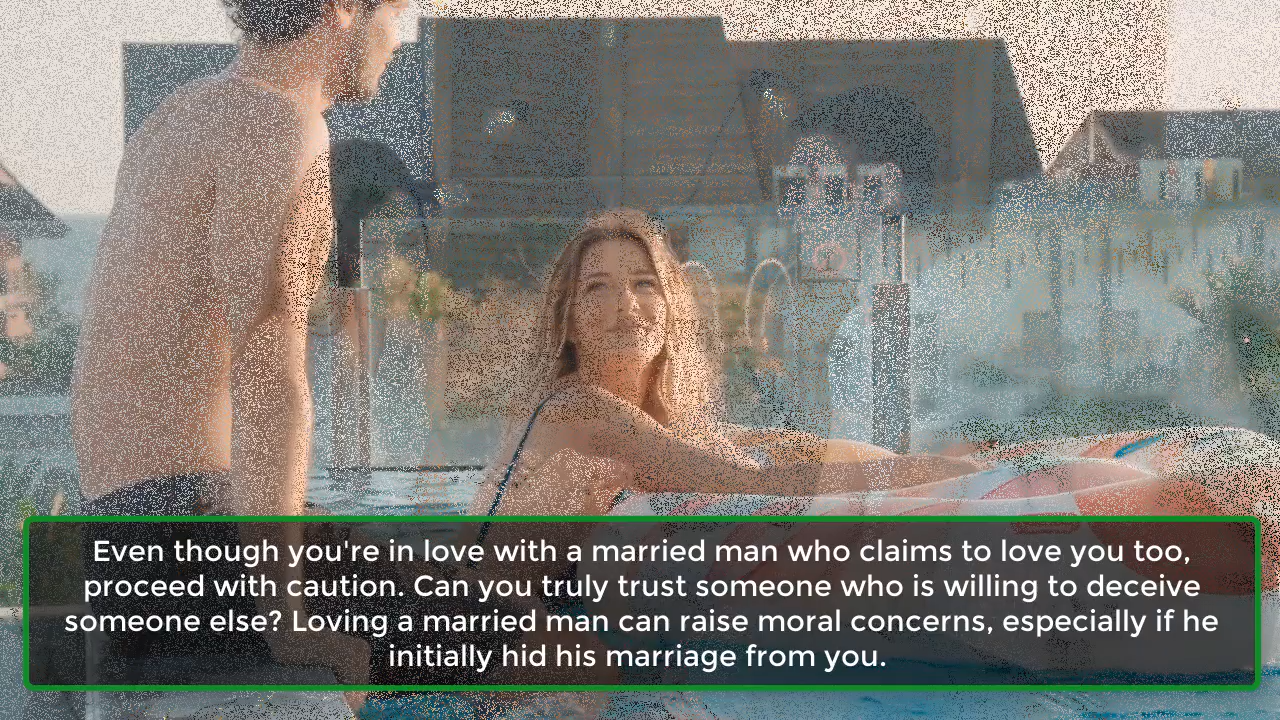 Even though you're in love with a married man who claims to love you too,
proceed with caution. Can you truly trust someone who is willing to deceive
someone else? Loving a married man can raise moral concerns, especially if he
initially hid his marriage from you.